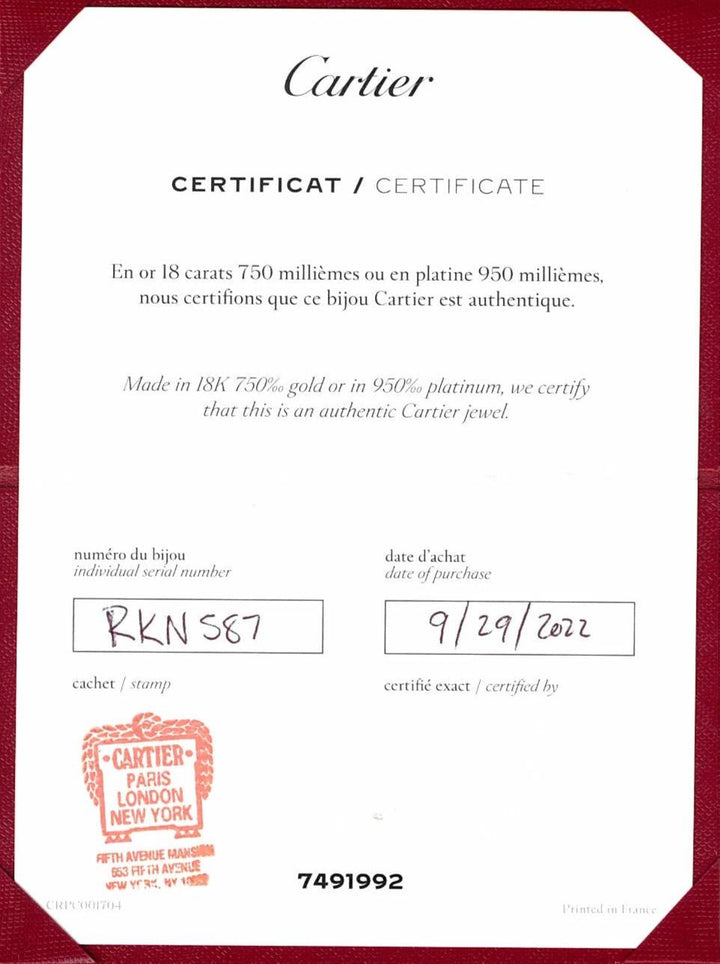 Cartier
CERTIFICAT / CERTIFICATE
En or 18 carats 750 millièmes ou en platine 950 millièmes,
nous certifions que ce bijou Cartier est authentique.
Made in 18K 750‰ gold or in 950‰ platinum, we certify
that this is an authentic Cartier jewel.
numéro du bijou
individual serial number
RKN587
date d'achat
date of purchase
9/29/2022
cachet / stamp
certifié exact / certified by
·CARTIER·
PARIS
LONDON
NEW YORK
FIFTH AVENUE MANSION
653 FIFTH AVENUE
NEW YORK, NY
7491992
CRPC001704
Printed in France